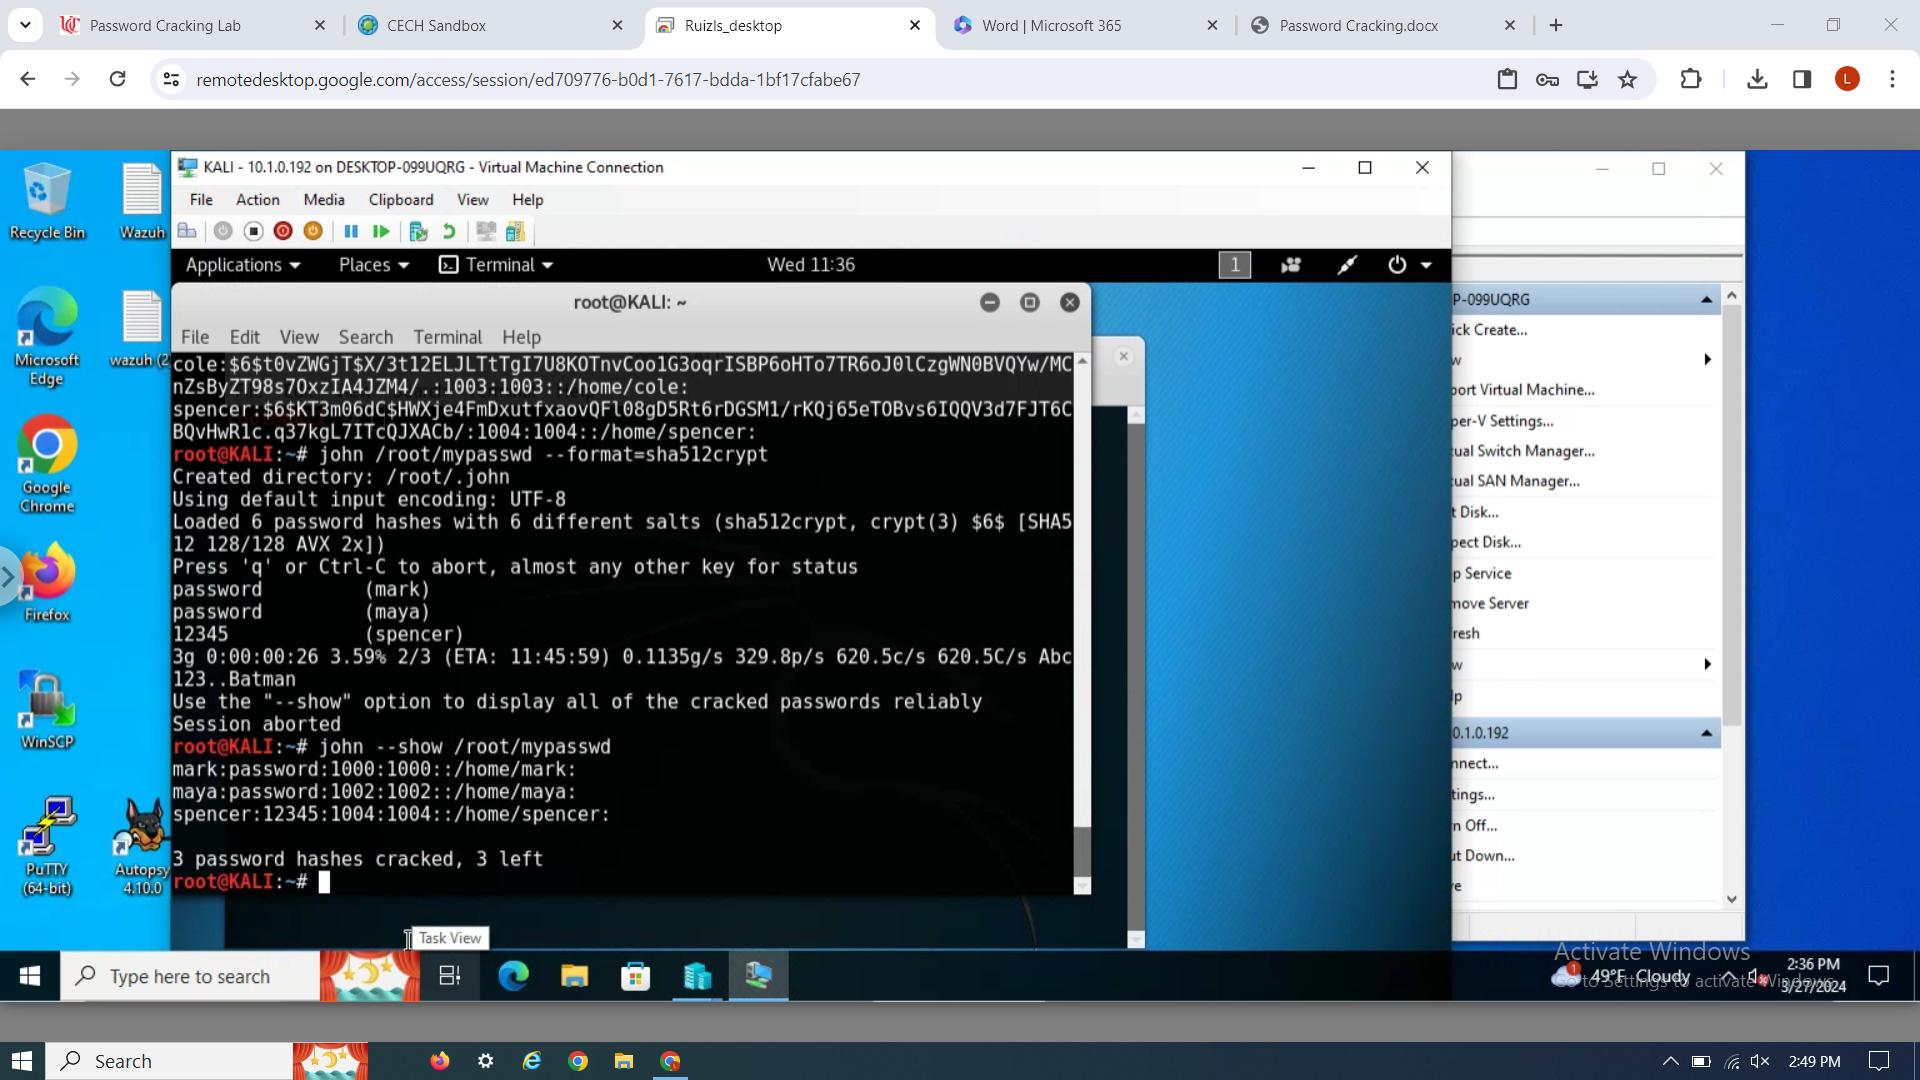 Password Cracking Lab
CECH Sandbox
Ruizls_desktop
Word | Microsoft 365
Password Cracking.docx
remotedesktop.google.com/access/session/ed709776-b0d1-7617-bdda-1bf17cfabe67
L
KALI - 10.1.0.192 on DESKTOP-099UQRG - Virtual Machine Connection
File Action Media Clipboard View Help
Applications Places Terminal Wed 11:36 1
root@KALI: ~
File Edit View Search Terminal Help
cole:$6$t0vZWGjT$X/3t12ELJLTtTgI7U8KOTnvCoo1G3oqrISBP6oHTo7TR6oJ0lCzgWN0BVQYw/MC
nZsByZT98s7OxzIA4JZM4/.:1003:1003::/home/cole:
spencer:$6$KT3m06dC$HWXje4FmDxutfxaovQFl08gD5Rt6rDGSM1/rKQj65eTOBvs6IQQV3d7FJT6C
BQvHwR1c.q37kgL7ITcQJXACb/:1004:1004::/home/spencer:
root@KALI:~# john /root/mypasswd --format=sha512crypt
Created directory: /root/.john
Using default input encoding: UTF-8
Loaded 6 password hashes with 6 different salts (sha512crypt, crypt(3) $6$ [SHA5
12 128/128 AVX 2x])
Press 'q' or Ctrl-C to abort, almost any other key for status
password (mark)
password (maya)
12345 (spencer)
3g 0:00:00:26 3.59% 2/3 (ETA: 11:45:59) 0.1135g/s 329.8p/s 620.5c/s 620.5C/s Abc
123..Batman
Use the "--show" option to display all of the cracked passwords reliably
Session aborted
root@KALI:~# john --show /root/mypasswd
mark:password:1000:1000::/home/mark:
maya:password:1002:1002::/home/maya:
spencer:12345:1004:1004::/home/spencer:
3 password hashes cracked, 3 left
root@KALI:~#
Recycle Bin
Wazuh
Microsoft
Edge
wazuh (2
Google
Chrome
Firefox
WinSCP
PuTTY
(64-bit)
Autopsy
4.10.0
P-099UQRG
ick Create...
w
port Virtual Machine...
per-V Settings...
tual Switch Manager...
tual SAN Manager...
t Disk...
pect Disk...
p Service
move Server
resh
w
lp
0.1.0.192
nnect...
tings...
n Off...
ut Down...
ve
Task View
Activate Windows
Go to Settings to activate Windows.
Type here to search
1
49°F Cloudy
2:36 PM
3/27/2024
Search
2:49 PM